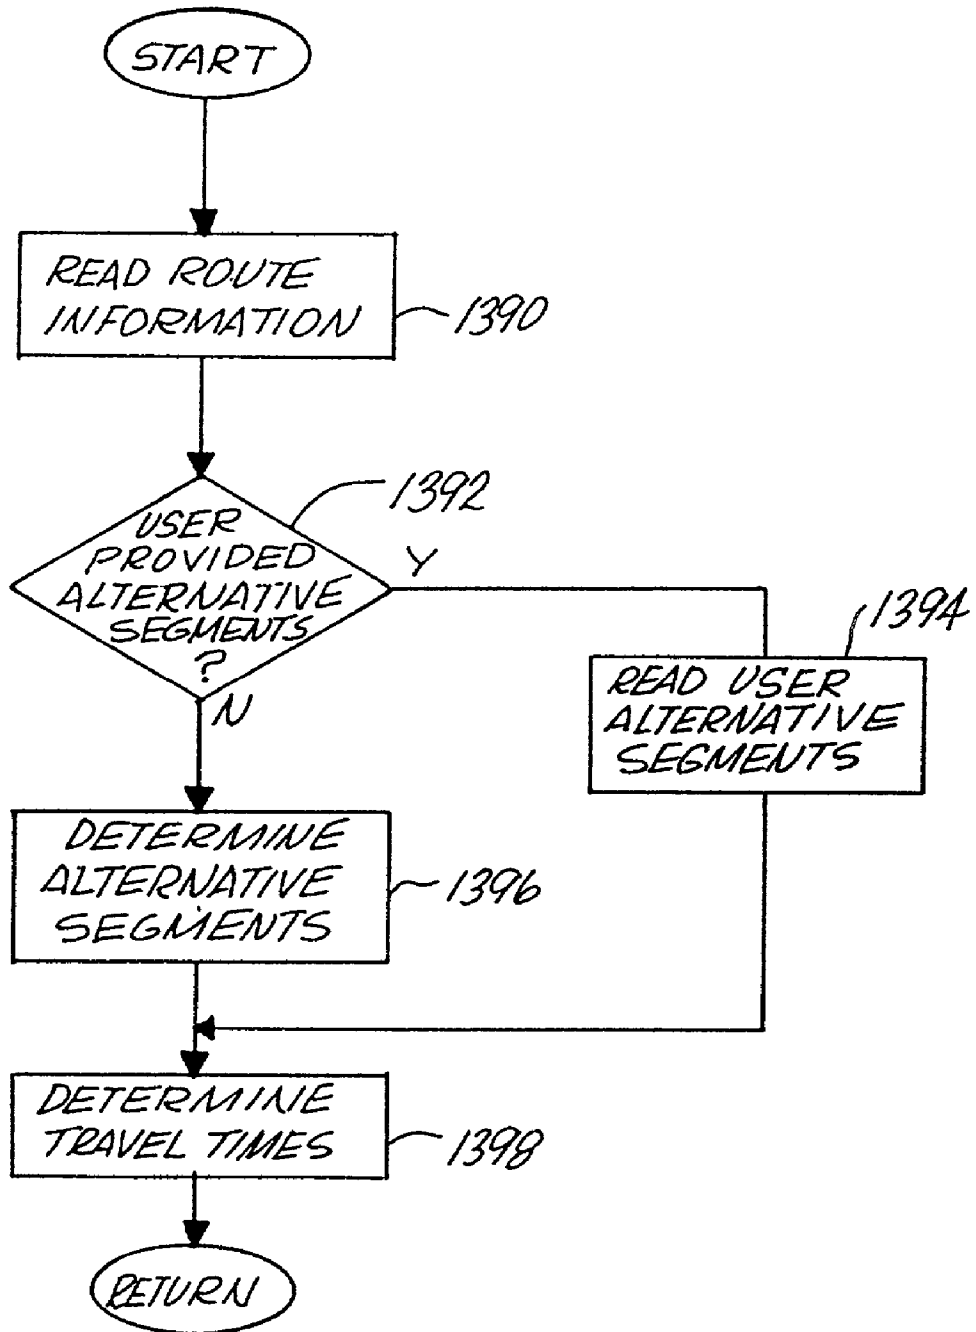 START
READ ROUTE
INFORMATION
1390
1392
USER
PROVIDED
ALTERNATIVE
SEGMENTS
?
Y
N
1394
READ USER
ALTERNATIVE
SEGMENTS
DETERMINE
ALTERNATIVE
SEGMENTS
1396
DETERMINE
TRAVEL TIMES
1398
RETURN